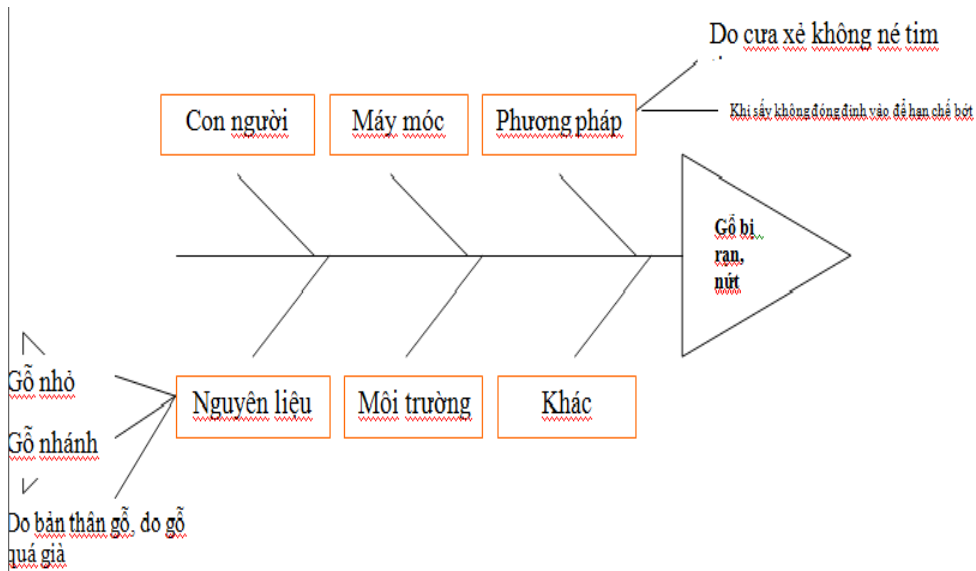 Do cưa xẻ không né tim
Khi sấy không đóng đinh vào để hạn chế bớt
Con người
Máy móc
Phương pháp
Gỗ bị
rạn,
nứt
Gỗ nhỏ
Gỗ nhánh
Do bản thân gỗ, do gỗ
quá già
Nguyên liệu
Môi trường
Khác